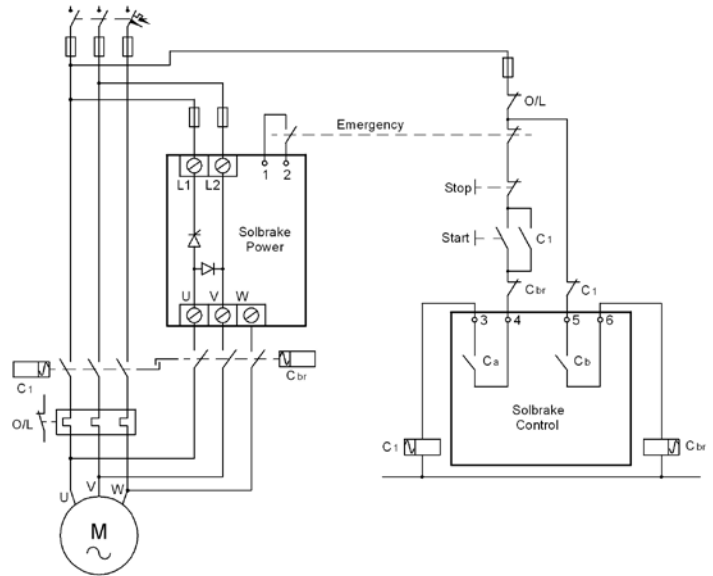 O/L
Emergency
1 2
L1 L2
Stop
Solbrake
Power
Start
C1
U V W
Cbr
C1
3 4 5 6
Ca
Cb
C1
Cbr
Solbrake
Control
O/L
C1
Cbr
U V W
M